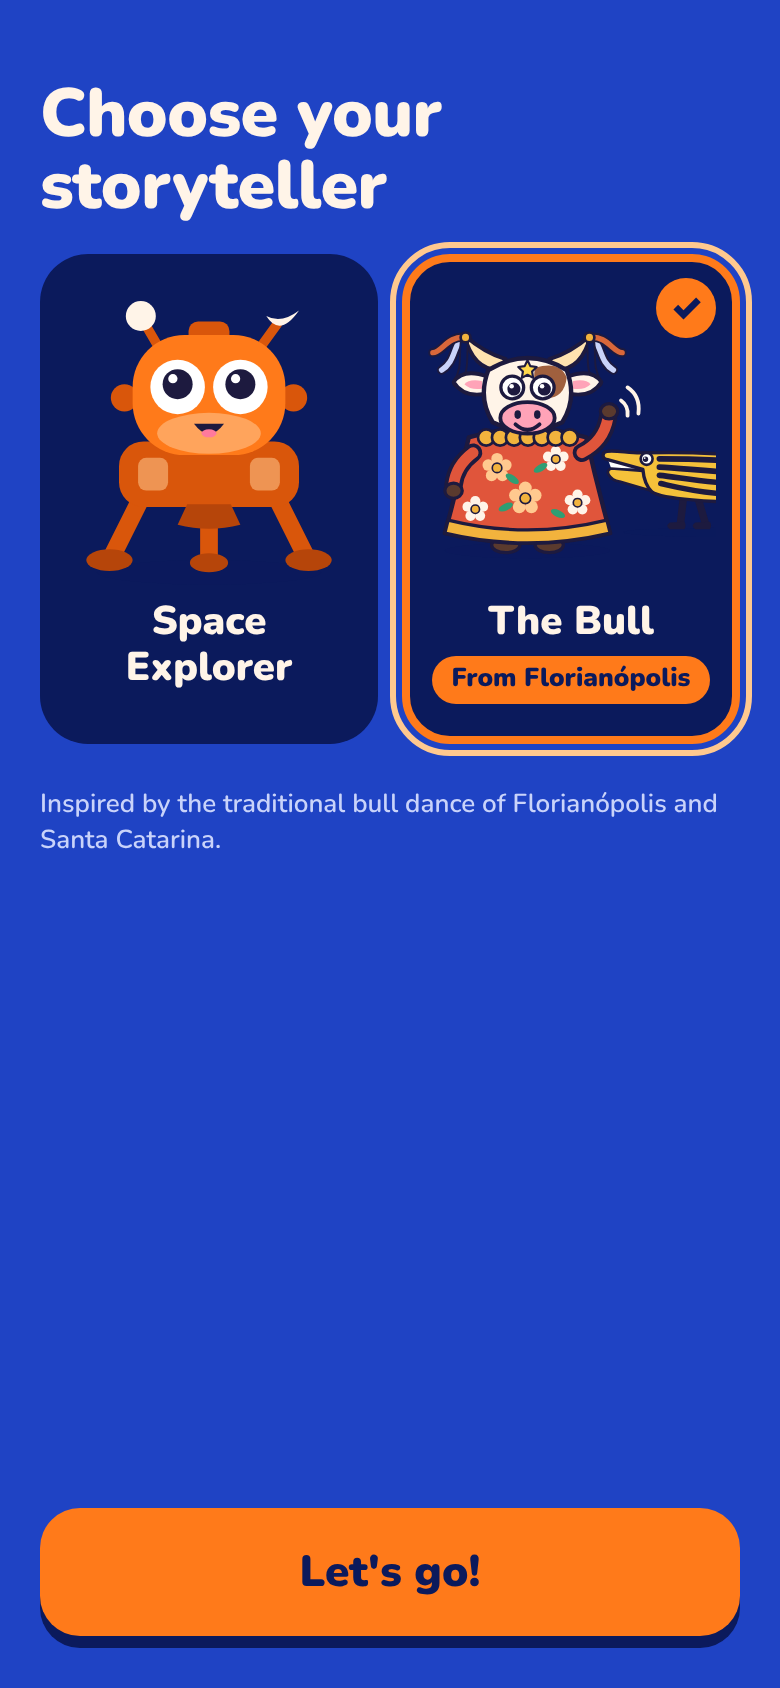 Choose your
storyteller
Space
Explorer
The Bull
From Florianópolis
Inspired by the traditional bull dance of Florianópolis and
Santa Catarina.
Let's go!